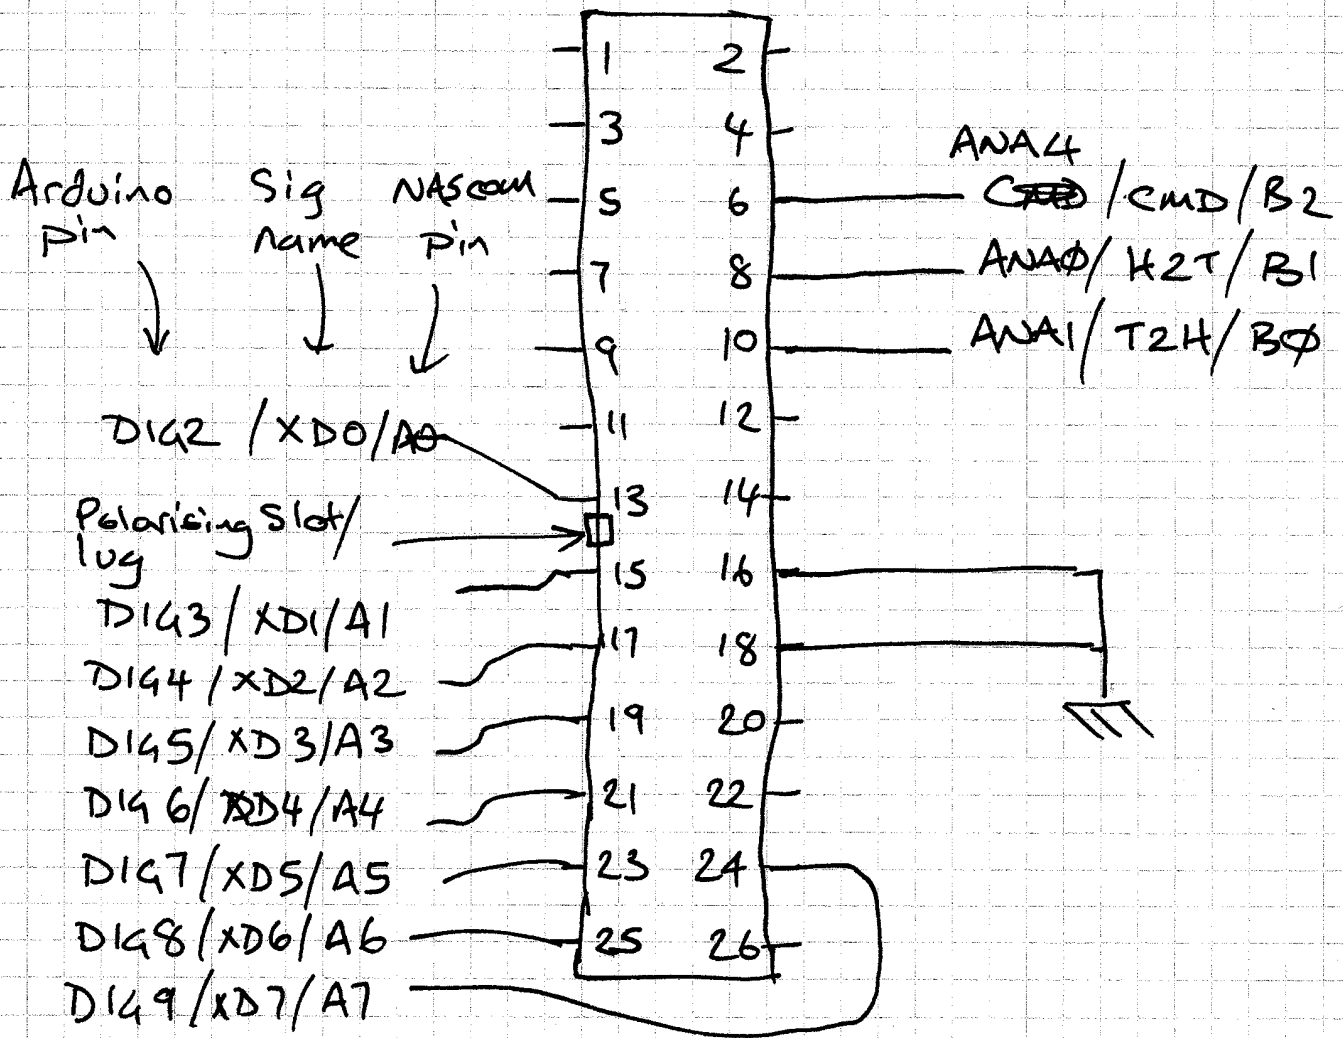 1 2
3 4
ANA4
Arduino pin
Sig name
NAScom pin
5 6 /CMD/B2
7 8 ANA0/H2T/B1
9 10 ANA1/T2H/B0
DIG2/XD0/A0 11 12
13 14
Polarising Slot/
lug
15 16
DIG3/XD1/A1
17 18
DIG4/XD2/A2
19 20
DIG5/XD3/A3
21 22
DIG6/XD4/A4
23 24
DIG7/XD5/A5
25 26
DIG8/XD6/A6
DIG9/XD7/A7